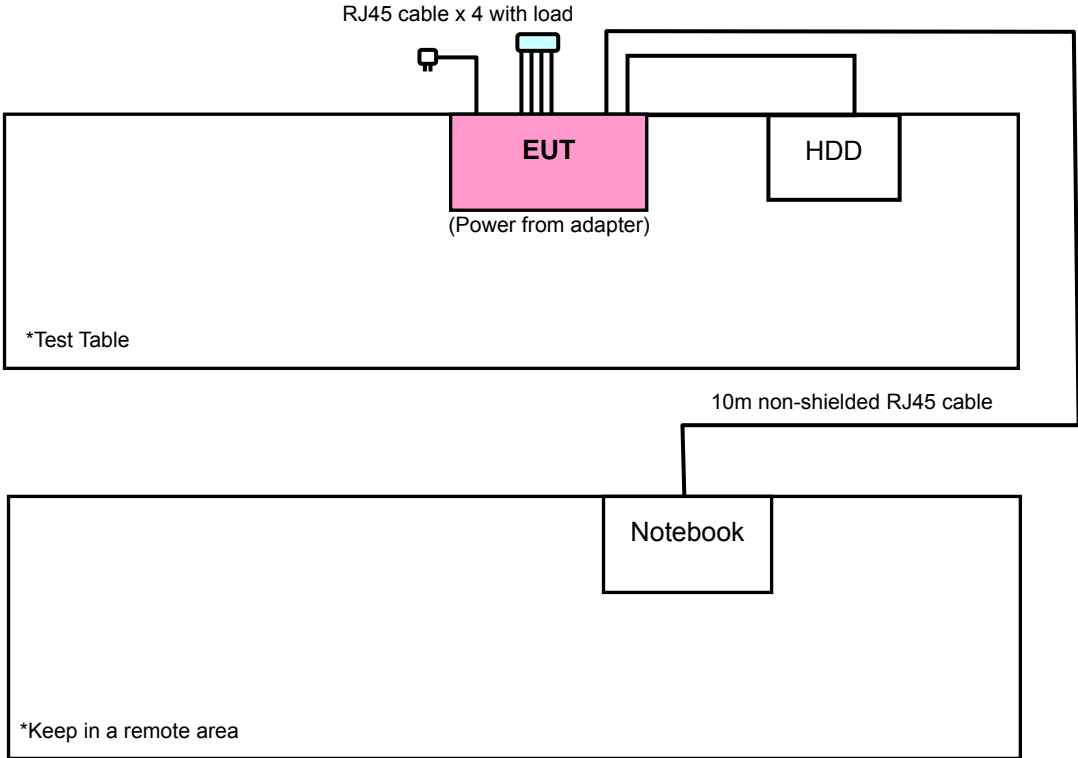 RJ45 cable x 4 with load
EUT
HDD
(Power from adapter)
*Test Table
10m non-shielded RJ45 cable
Notebook
*Keep in a remote area